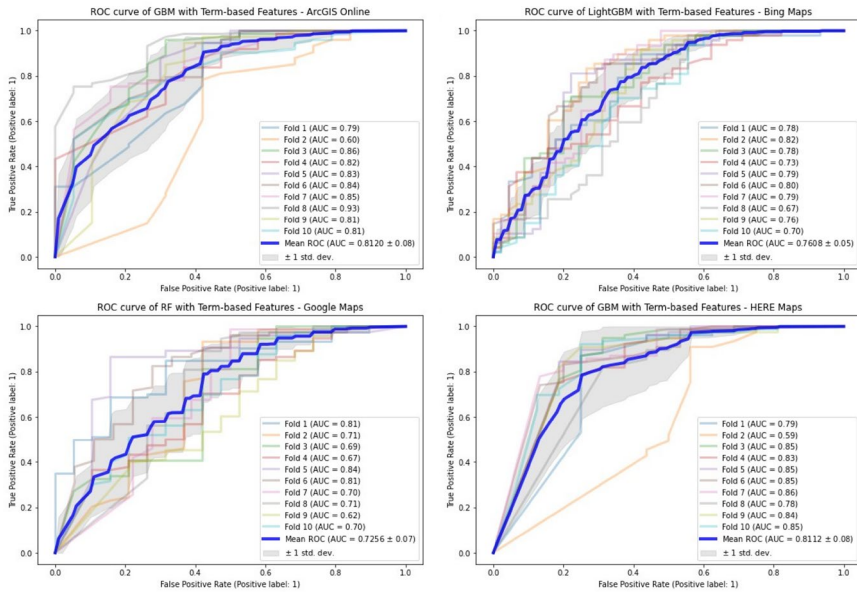 ROC curve of GBM with Term-based Features - ArcGIS Online
1.0
0.8
0.6
0.4
0.2
0.0
True Positive Rate (Positive label: 1)
Fold 1 (AUC = 0.79)
Fold 2 (AUC = 0.60)
Fold 3 (AUC = 0.86)
Fold 4 (AUC = 0.82)
Fold 5 (AUC = 0.83)
Fold 6 (AUC = 0.84)
Fold 7 (AUC = 0.85)
Fold 8 (AUC = 0.93)
Fold 9 (AUC = 0.81)
Fold 10 (AUC = 0.81)
Mean ROC (AUC = 0.8120 ± 0.08)
± 1 std. dev.
0.0 0.2 0.4 0.6 0.8 1.0
False Positive Rate (Positive label: 1)
ROC curve of LightGBM with Term-based Features - Bing Maps
1.0
0.8
0.6
0.4
0.2
0.0
True Positive Rate (Positive label: 1)
Fold 1 (AUC = 0.78)
Fold 2 (AUC = 0.82)
Fold 3 (AUC = 0.78)
Fold 4 (AUC = 0.73)
Fold 5 (AUC = 0.79)
Fold 6 (AUC = 0.80)
Fold 7 (AUC = 0.79)
Fold 8 (AUC = 0.67)
Fold 9 (AUC = 0.76)
Fold 10 (AUC = 0.70)
Mean ROC (AUC = 0.7608 ± 0.05)
± 1 std. dev.
0.0 0.2 0.4 0.6 0.8 1.0
False Positive Rate (Positive label: 1)
ROC curve of RF with Term-based Features - Google Maps
1.0
0.8
0.6
0.4
0.2
0.0
True Positive Rate (Positive label: 1)
Fold 1 (AUC = 0.81)
Fold 2 (AUC = 0.71)
Fold 3 (AUC = 0.69)
Fold 4 (AUC = 0.67)
Fold 5 (AUC = 0.84)
Fold 6 (AUC = 0.81)
Fold 7 (AUC = 0.70)
Fold 8 (AUC = 0.71)
Fold 9 (AUC = 0.62)
Fold 10 (AUC = 0.70)
Mean ROC (AUC = 0.7256 ± 0.07)
± 1 std. dev.
0.0 0.2 0.4 0.6 0.8 1.0
False Positive Rate (Positive label: 1)
ROC curve of GBM with Term-based Features - HERE Maps
1.0
0.8
0.6
0.4
0.2
0.0
True Positive Rate (Positive label: 1)
Fold 1 (AUC = 0.79)
Fold 2 (AUC = 0.59)
Fold 3 (AUC = 0.85)
Fold 4 (AUC = 0.83)
Fold 5 (AUC = 0.85)
Fold 6 (AUC = 0.85)
Fold 7 (AUC = 0.86)
Fold 8 (AUC = 0.78)
Fold 9 (AUC = 0.84)
Fold 10 (AUC = 0.85)
Mean ROC (AUC = 0.8112 ± 0.08)
± 1 std. dev.
0.0 0.2 0.4 0.6 0.8 1.0
False Positive Rate (Positive label: 1)